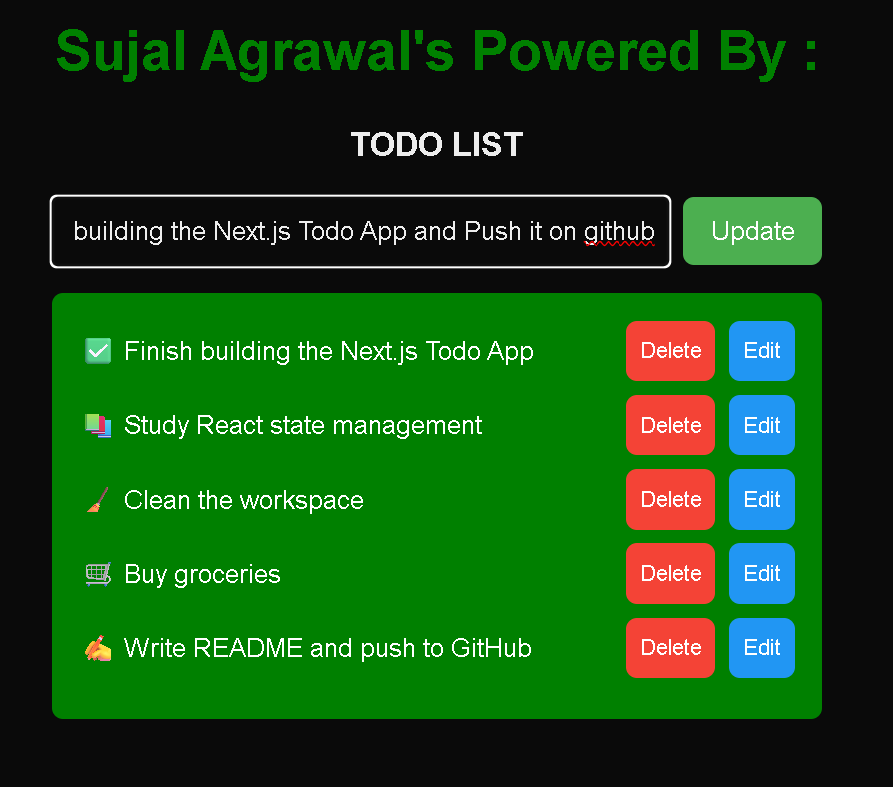 Sujal Agrawal's Powered By :
TODO LIST
building the Next.js Todo App and Push it on github Update
✅ Finish building the Next.js Todo App Delete Edit
📚 Study React state management Delete Edit
🧹 Clean the workspace Delete Edit
🛒 Buy groceries Delete Edit
✍️ Write README and push to GitHub Delete Edit